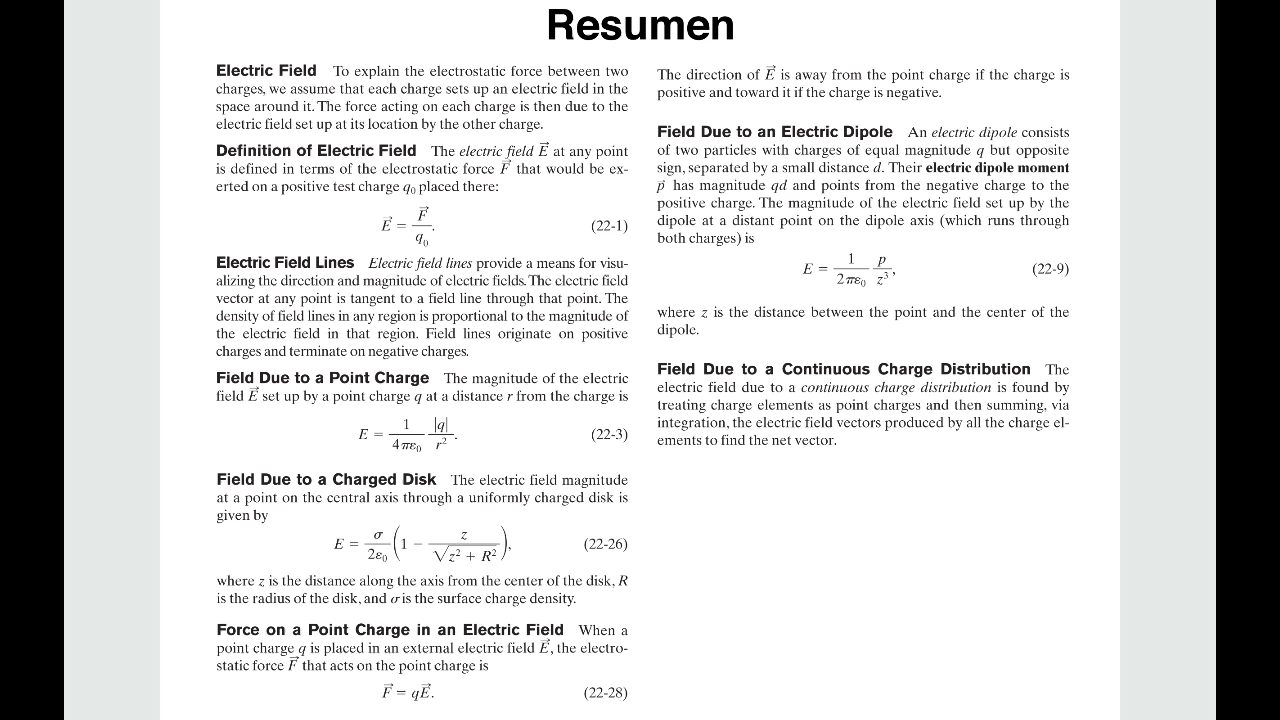 Resumen
Electric Field To explain the electrostatic force between two
charges, we assume that each charge sets up an electric field in the
space around it. The force acting on each charge is then due to the
electric field set up at its location by the other charge.
Definition of Electric Field The electric field E⃗ at any point
is defined in terms of the electrostatic force F⃗ that would be ex-
erted on a positive test charge q₀ placed there:
E⃗ = F⃗/q₀. (22-1)
Electric Field Lines Electric field lines provide a means for visu-
alizing the direction and magnitude of electric fields. The electric field
vector at any point is tangent to a field line through that point. The
density of field lines in any region is proportional to the magnitude of
the electric field in that region. Field lines originate on positive
charges and terminate on negative charges.
Field Due to a Point Charge The magnitude of the electric
field E⃗ set up by a point charge q at a distance r from the charge is
E = 1/(4πε₀) |q|/r². (22-3)
Field Due to a Charged Disk The electric field magnitude
at a point on the central axis through a uniformly charged disk is
given by
E = σ/(2ε₀) (1 − z/√(z² + R²)), (22-26)
where z is the distance along the axis from the center of the disk, R
is the radius of the disk, and σ is the surface charge density.
Force on a Point Charge in an Electric Field When a
point charge q is placed in an external electric field E⃗, the electro-
static force F⃗ that acts on the point charge is
F⃗ = qE⃗. (22-28)
The direction of E⃗ is away from the point charge if the charge is
positive and toward it if the charge is negative.
Field Due to an Electric Dipole An electric dipole consists
of two particles with charges of equal magnitude q but opposite
sign, separated by a small distance d. Their electric dipole moment
p⃗ has magnitude qd and points from the negative charge to the
positive charge. The magnitude of the electric field set up by the
dipole at a distant point on the dipole axis (which runs through
both charges) is
E = 1/(2πε₀) p/z³, (22-9)
where z is the distance between the point and the center of the
dipole.
Field Due to a Continuous Charge Distribution The
electric field due to a continuous charge distribution is found by
treating charge elements as point charges and then summing, via
integration, the electric field vectors produced by all the charge el-
ements to find the net vector.